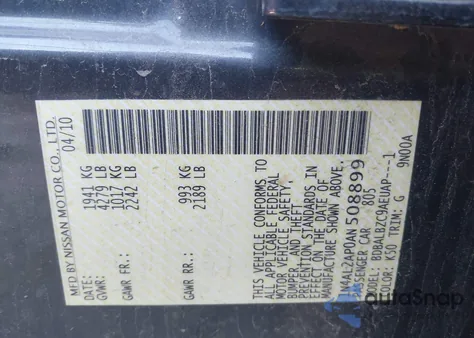 MFD BY NISSAN MOTOR CO., LTD.
DATE: 04/10
GVWR: 1941 KG
4279 LB
GAWR FR: 1017 KG
2242 LB
GAWR RR: 993 KG
2189 LB
THIS VEHICLE CONFORMS TO
ALL APPLICABLE FEDERAL
MOTOR VEHICLE SAFETY,
BUMPER, AND THEFT
PREVENTION STANDARDS IN
EFFECT ON THE DATE OF
MANUFACTURE SHOWN ABOVE.
1N4AL2AP0AN508899
PASSENGER CAR 805
MODEL: BDBALBZC9AEUAP---1
COLOR: K50 TRIM: G 9N00A
autoSnap